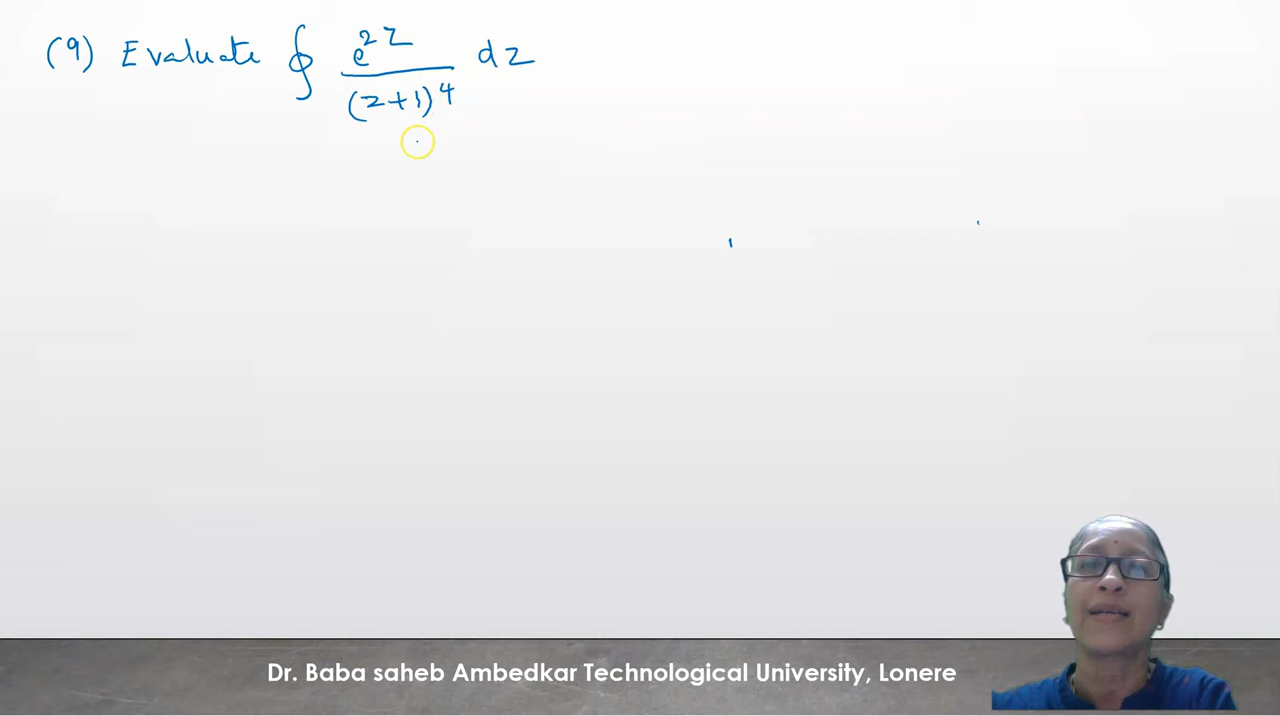 (9) Evaluate ∮ e^{2z} / (z+1)^4 dz
Dr. Baba saheb Ambedkar Technological University, Lonere